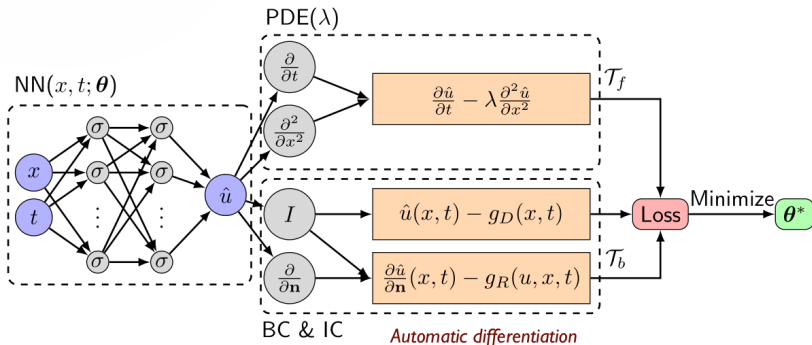 PDE(λ)
NN(x, t; θ)
∂/∂t
∂²/∂x²
∂û/∂t − λ ∂²û/∂x²
𝒯_f
σ
σ
x
σ
σ
t
⋮
⋮
σ
σ
û
I
û(x, t) − g_D(x, t)
∂/∂n
∂û/∂n(x, t) − g_R(u, x, t)
𝒯_b
Loss
Minimize
θ*
BC & IC
Automatic differentiation